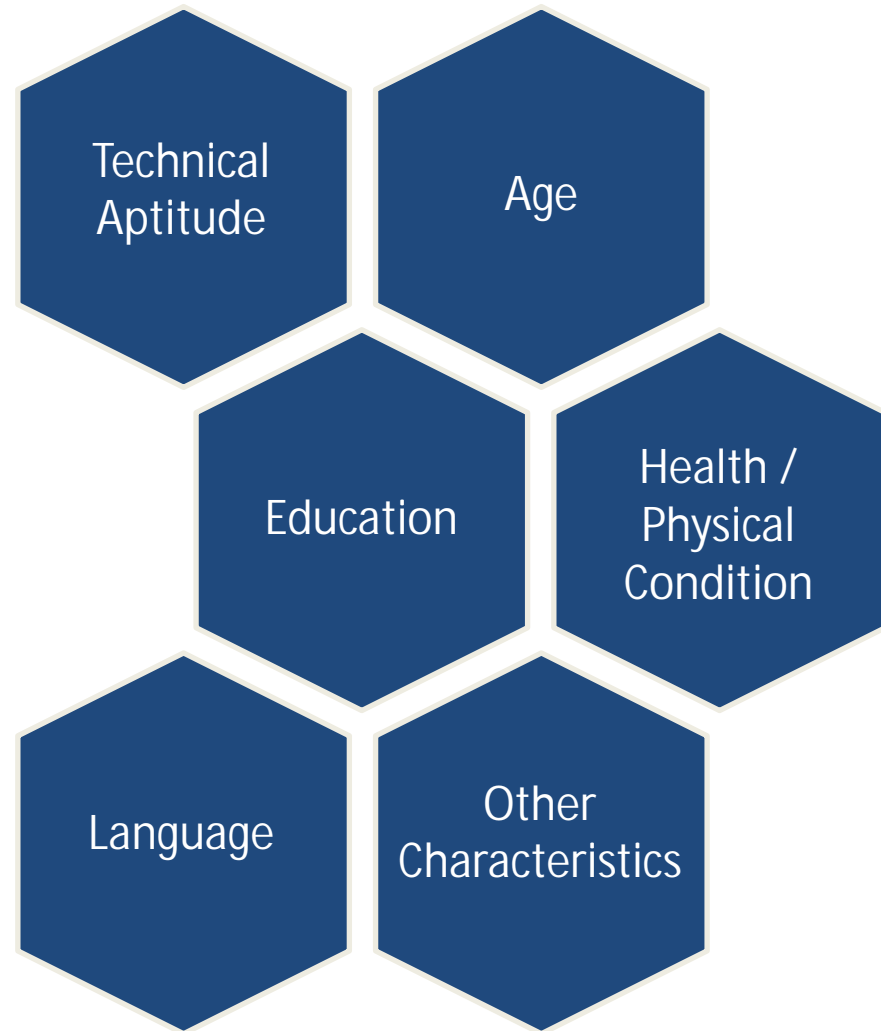 Technical
Aptitude
Age
Education
Health /
Physical
Condition
Language
Other
Characteristics